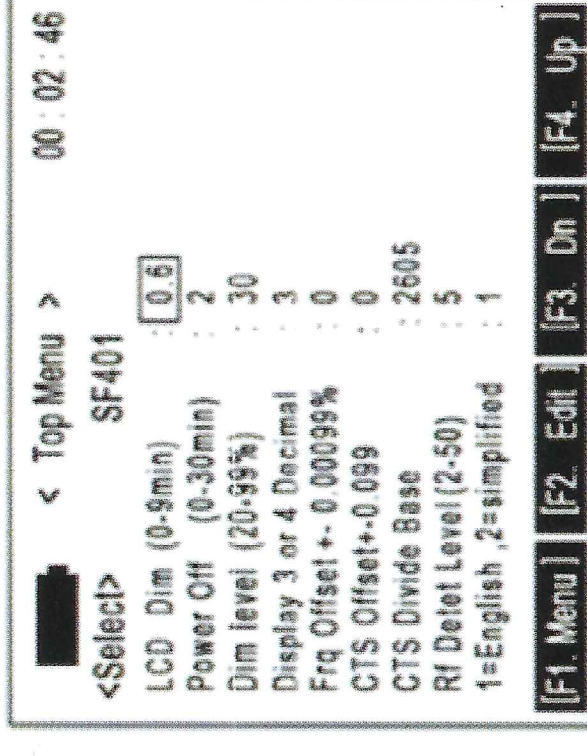 < Top Menu > 00 : 02 : 46
<Select> SF401
LCD Dim (0-9min) : 0.6
Power Off (0-30min) : 2
Dim level (20-99%) : 30
Display 3 or 4 Decimal : 3
Frq Offset +- 0.00099% : 0
CTS Offset+-0.099 : 0
CTS Divide Base : 2605
Rf Detet Level(2-50) : 5
1=English ,2=simplified : 1
[F1. Menu ] [F2. Edit ] [F3. Dn ] [F4. Up ]